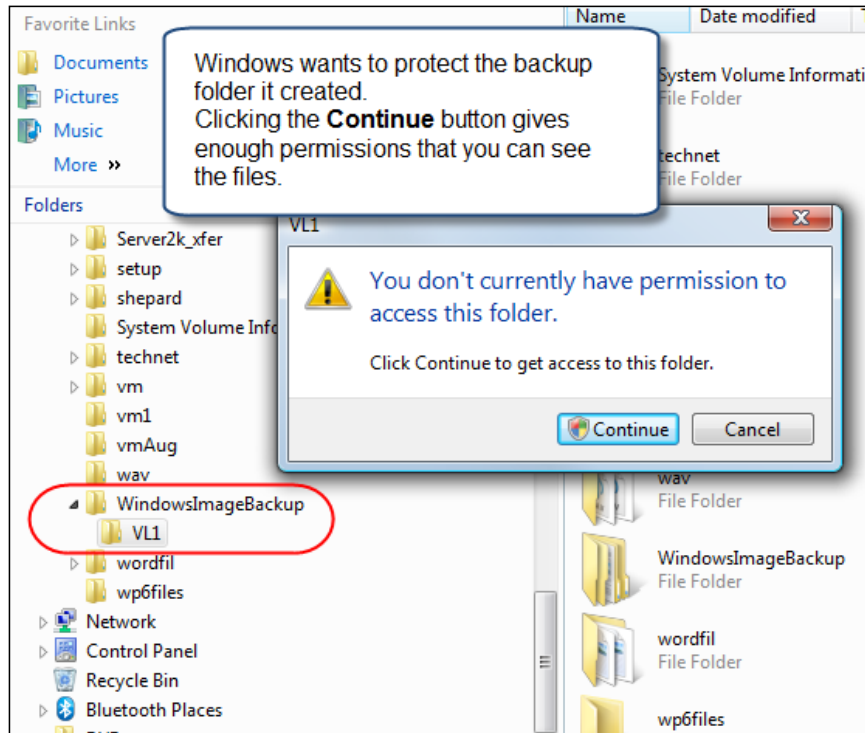 Favorite Links
Documents
Pictures
Music
More »
Folders
Server2k_xfer
setup
shepard
System Volume Info
technet
vm
vm1
vmAug
wav
WindowsImageBackup
VL1
wordfil
wp6files
Network
Control Panel
Recycle Bin
Bluetooth Places
Windows wants to protect the backup
folder it created.
Clicking the Continue button gives
enough permissions that you can see
the files.
VL1
You don't currently have permission to
access this folder.
Click Continue to get access to this folder.
Continue
Cancel
Name
Date modified
System Volume Informati
File Folder
technet
File Folder
wav
File Folder
WindowsImageBackup
File Folder
wordfil
File Folder
wp6files